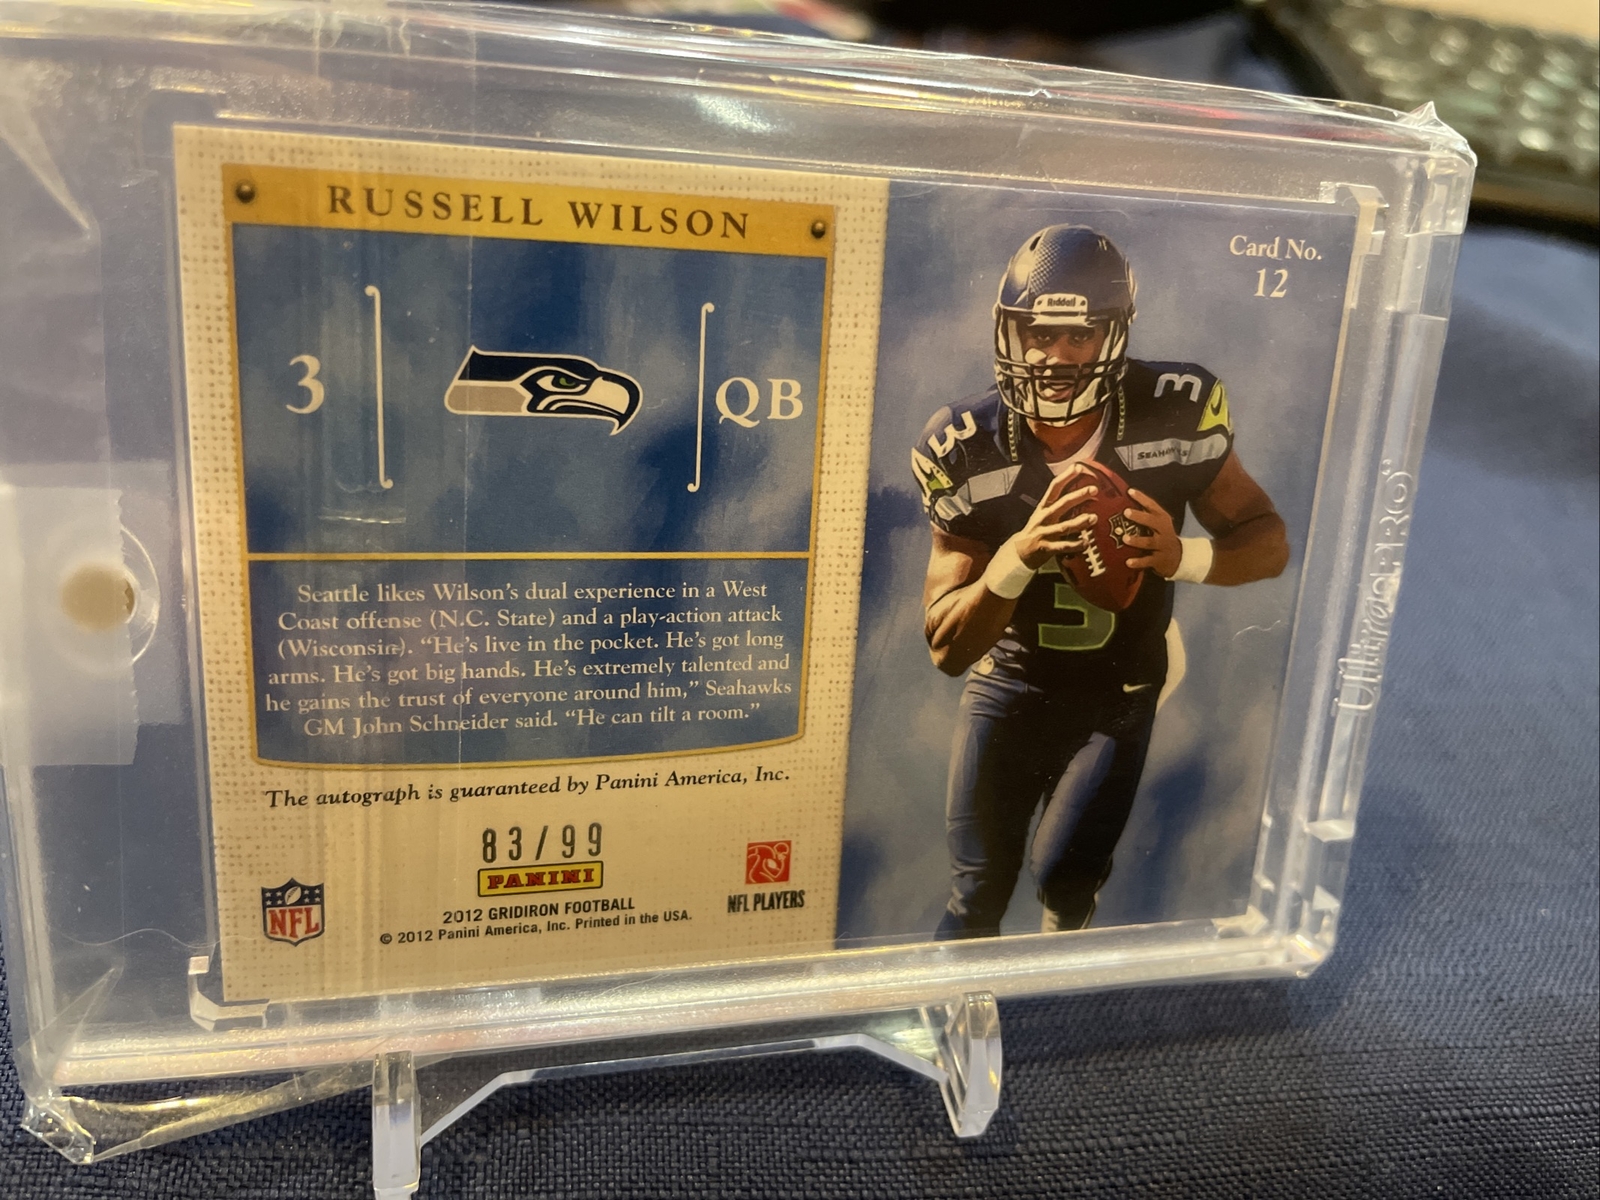 RUSSELL WILSON
3
QB
Seattle likes Wilson's dual experience in a West
Coast offense (N.C. State) and a play-action attack
(Wisconsin). "He's live in the pocket. He's got long
arms. He's got big hands. He's extremely talented and
he gains the trust of everyone around him," Seahawks
GM John Schneider said. "He can tilt a room."
The autograph is guaranteed by Panini America, Inc.
83/99
PANINI
NFL
2012 GRIDIRON FOOTBALL
© 2012 Panini America, Inc. Printed in the USA.
NFL PLAYERS
Card No.
12
Riddell
3
3
SEAHAWKS
3
Ultra PRO